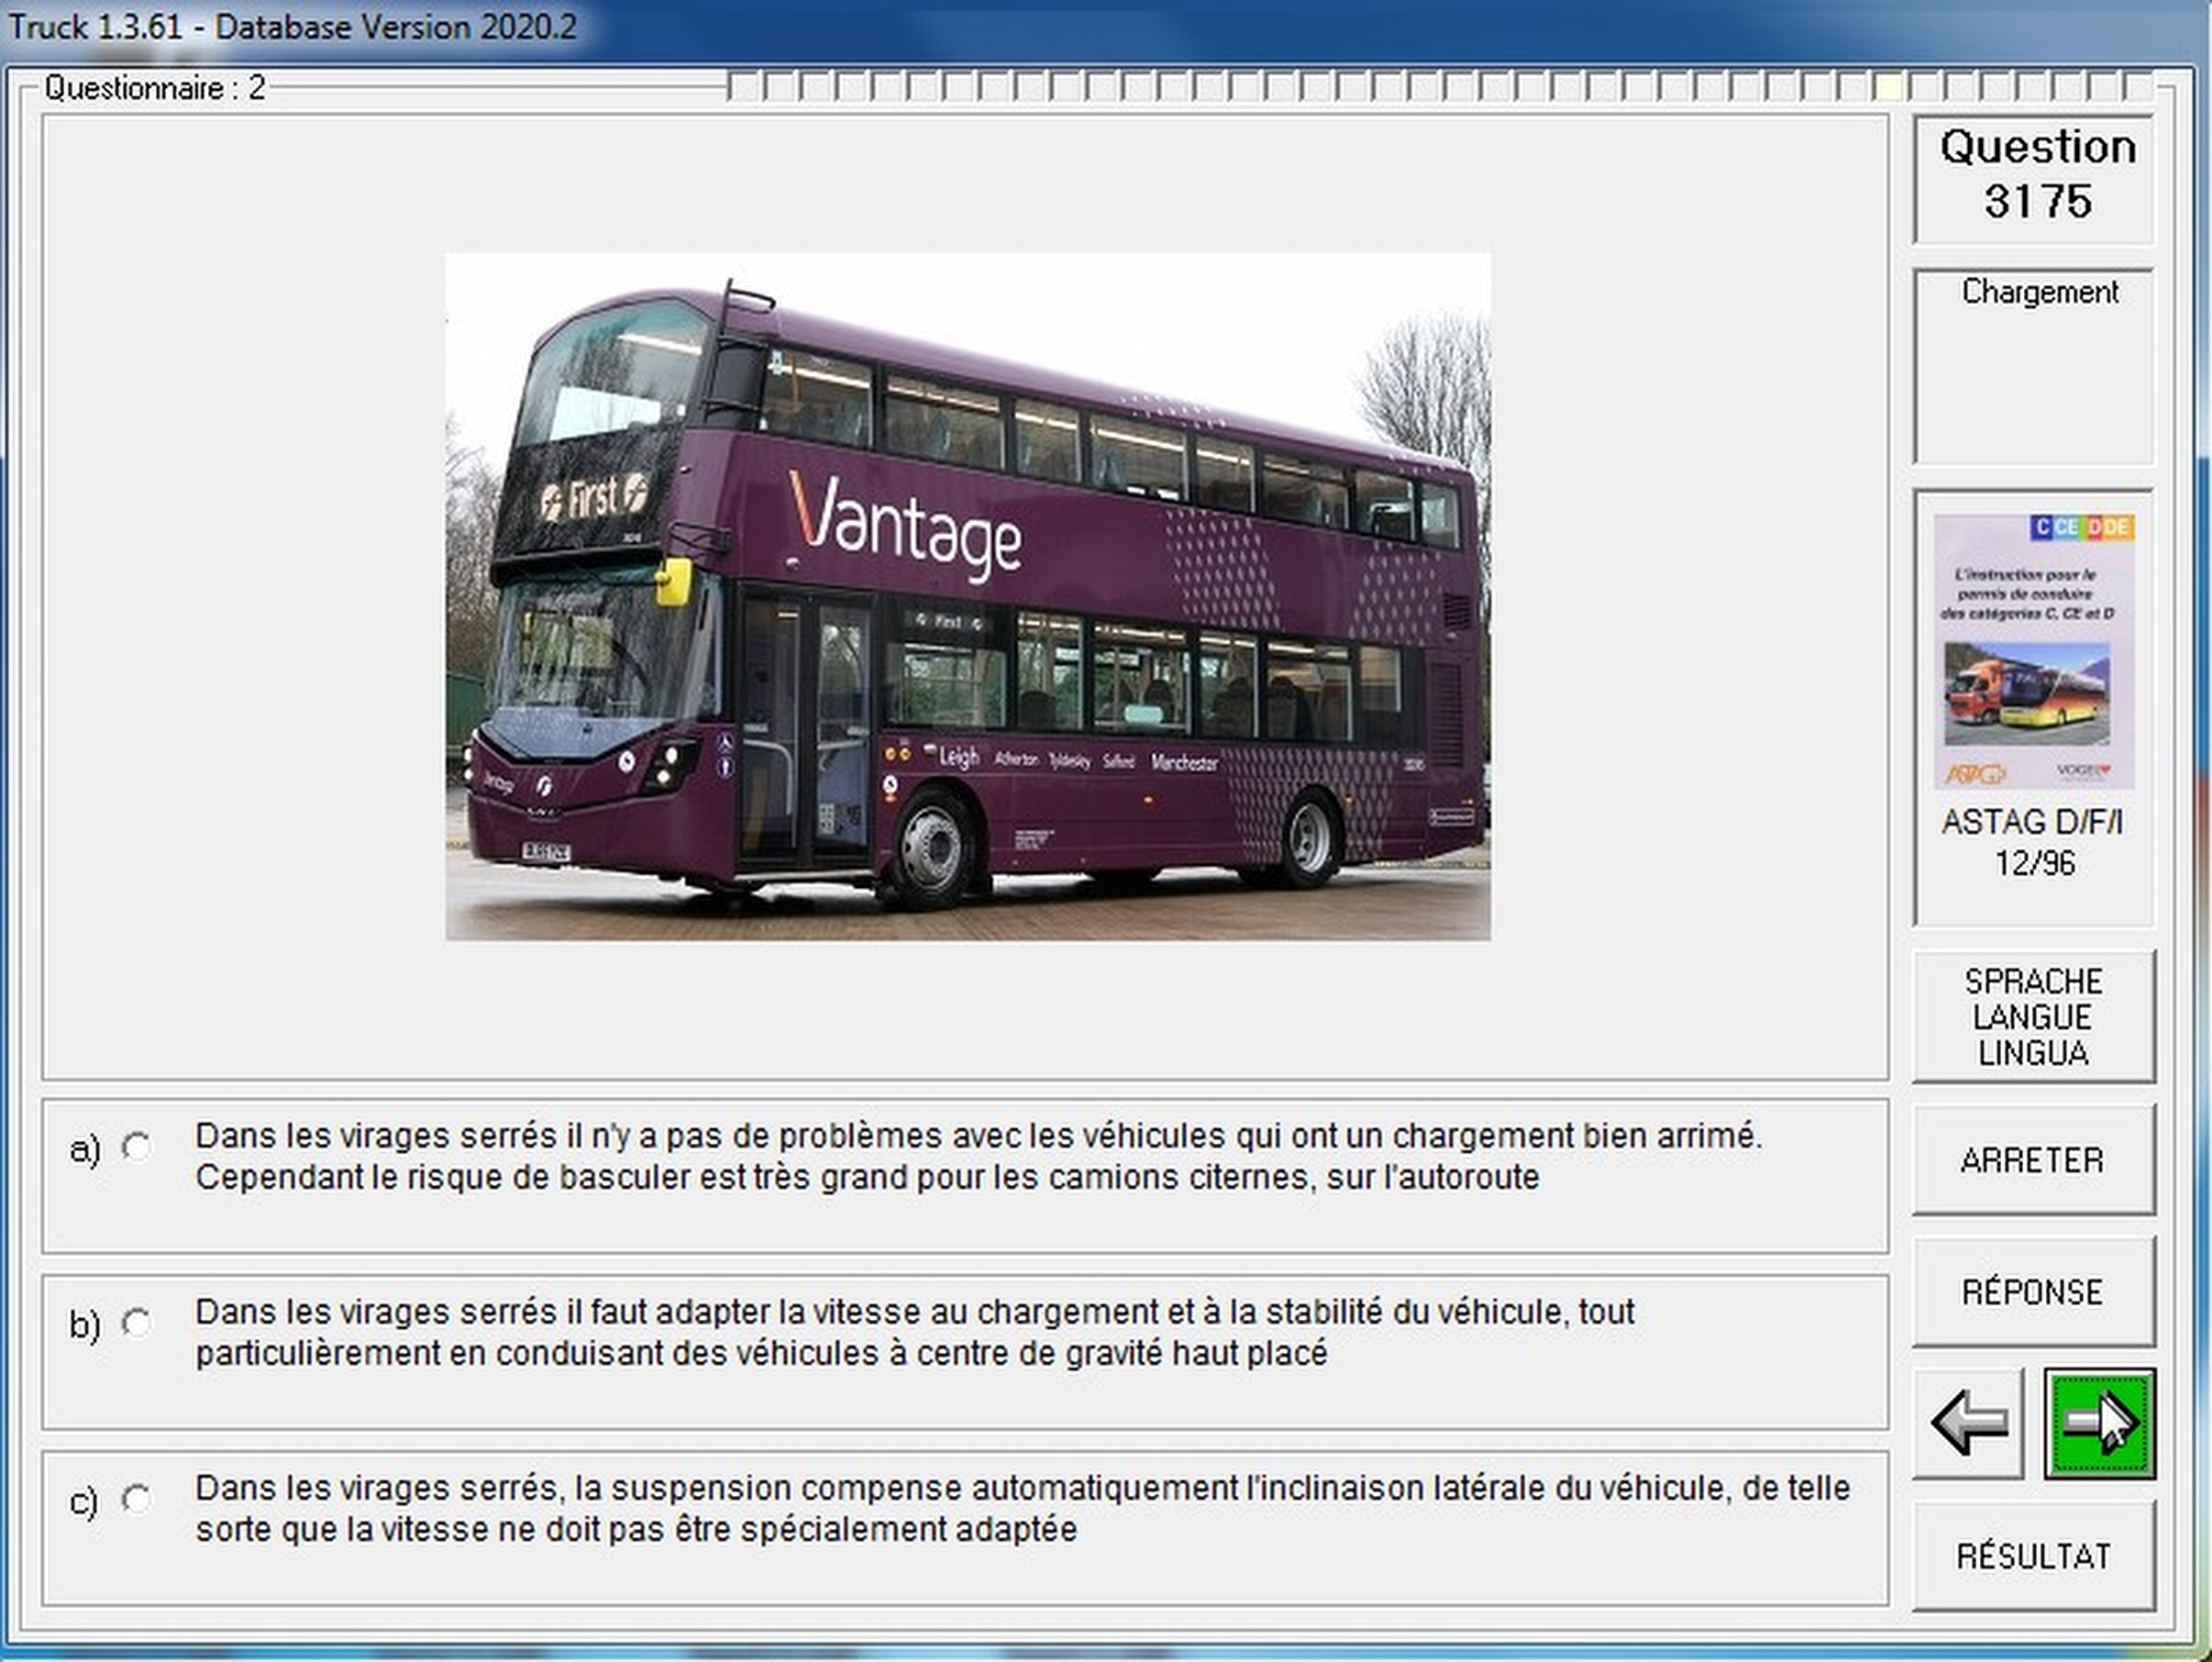 Truck 1.3.61 - Database Version 2020.2
Questionnaire : 2
Question
3175
Chargement
First
Vantage
First
Leigh Atherton Tyldesley Salford Manchester
Vantage
C CE D DE
L'instruction pour le
permis de conduire
des catégories C, CE et D
ASTAG VOGEL
ASTAG D/F/I
12/96
SPRACHE
LANGUE
LINGUA
ARRETER
RÉPONSE
RÉSULTAT
a) Dans les virages serrés il n'y a pas de problèmes avec les véhicules qui ont un chargement bien arrimé.
Cependant le risque de basculer est très grand pour les camions citernes, sur l'autoroute
b) Dans les virages serrés il faut adapter la vitesse au chargement et à la stabilité du véhicule, tout
particulièrement en conduisant des véhicules à centre de gravité haut placé
c) Dans les virages serrés, la suspension compense automatiquement l'inclinaison latérale du véhicule, de telle
sorte que la vitesse ne doit pas être spécialement adaptée